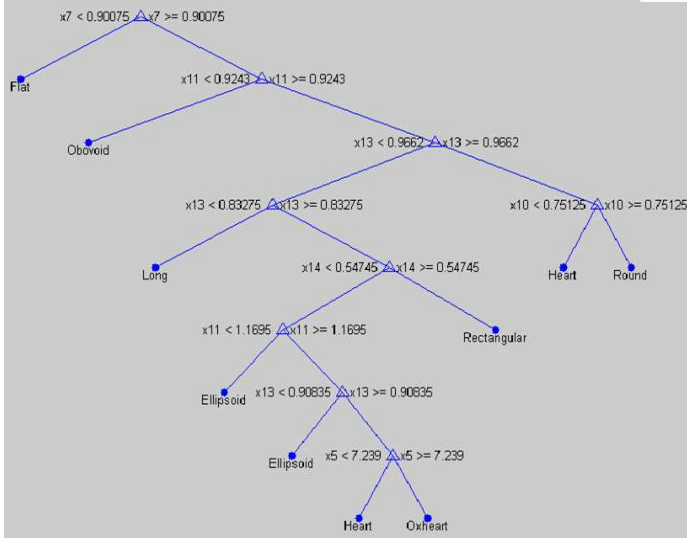 x7 < 0.90075 x7 >= 0.90075
Flat
x11 < 0.9243 x11 >= 0.9243
Obovoid
x13 < 0.9662 x13 >= 0.9662
x13 < 0.83275 x13 >= 0.83275
x10 < 0.75125 x10 >= 0.75125
Long
x14 < 0.54745 x14 >= 0.54745
Heart
Round
x11 < 1.1695 x11 >= 1.1695
Rectangular
Ellipsoid
x13 < 0.90835 x13 >= 0.90835
Ellipsoid
x5 < 7.239 x5 >= 7.239
Heart
Oxheart